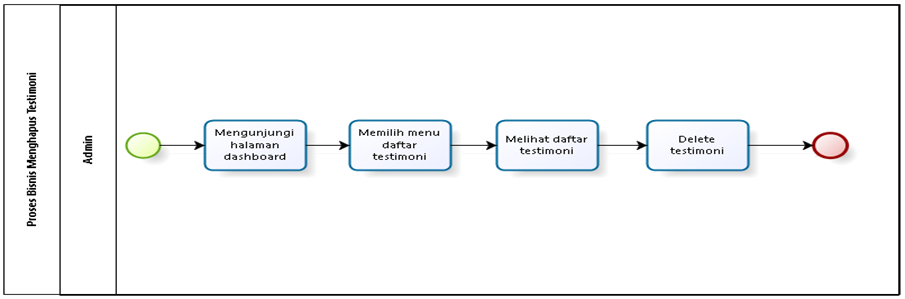 Proses Bisnis Menghapus Testimoni
Admin
Mengunjungi
halaman
dashboard
Memilih menu
daftar
testimoni
Melihat daftar
testimoni
Delete
testimoni